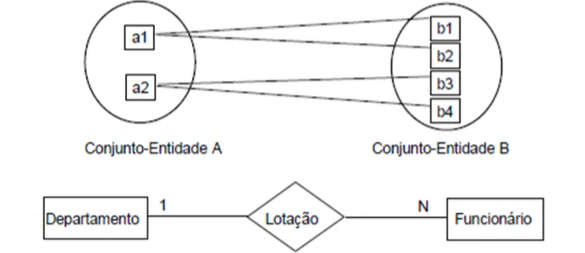 a1
b1
b2
a2
b3
b4
Conjunto-Entidade A
Conjunto-Entidade B
Departamento 1 Lotação N Funcionário